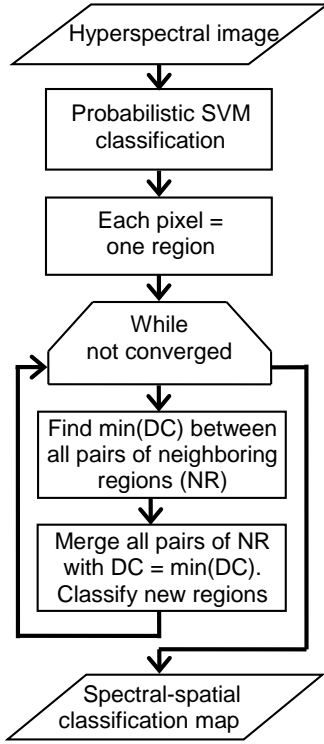 Hyperspectral image
Probabilistic SVM
classification
Each pixel =
one region
While
not converged
Find min(DC) between
all pairs of neighboring
regions (NR)
Merge all pairs of NR
with DC = min(DC).
Classify new regions
Spectral-spatial
classification map